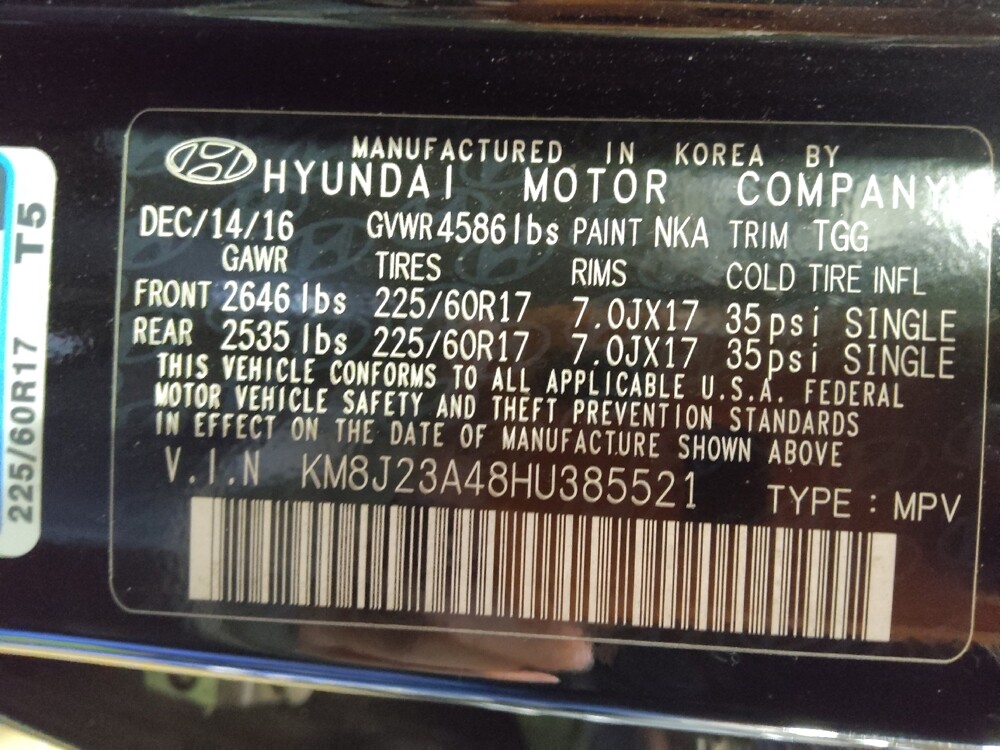 MANUFACTURED IN KOREA BY
HYUNDAI MOTOR COMPANY
DEC/14/16 GVWR 4586 lbs PAINT NKA TRIM TGG
GAWR TIRES RIMS COLD TIRE INFL
FRONT 2646 lbs 225/60R17 7.0JX17 35psi SINGLE
REAR 2535 lbs 225/60R17 7.0JX17 35psi SINGLE
THIS VEHICLE CONFORMS TO ALL APPLICABLE U.S.A. FEDERAL
MOTOR VEHICLE SAFETY AND THEFT PREVENTION STANDARDS
IN EFFECT ON THE DATE OF MANUFACTURE SHOWN ABOVE
V.I.N KM8J23A48HU385521 TYPE : MPV
225/60R17 T5